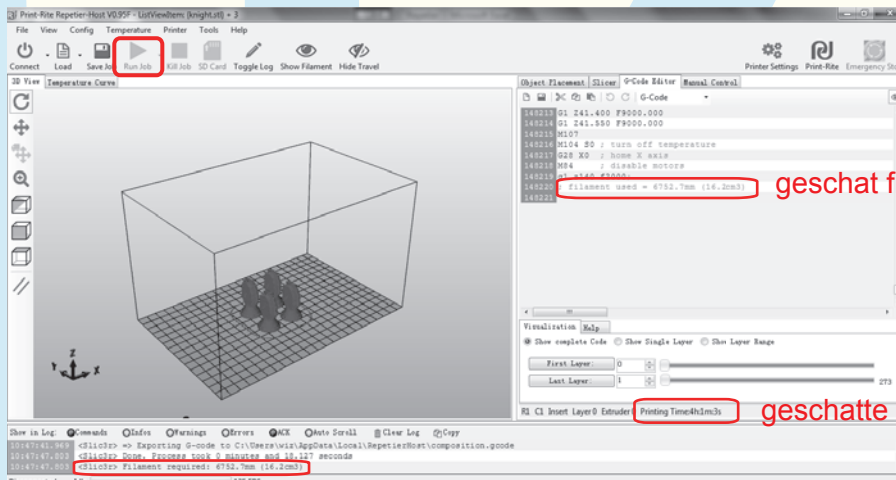 Print-Rite Repetier-Host V0.95F - ListViewItem: {knight.stl} + 3
File View Config Temperature Printer Tools Help
Connect Load Save Job Run Job Kill Job SD Card Toggle Log Show Filament Hide Travel Printer Settings Print-Rite Emergency Sto
3D View Temperature Curve
Object Placement Slicer G-Code Editor Manual Control
G-Code
148213 G1 Z41.400 F9000.000
148214 G1 Z41.550 F9000.000
148215 M107
148216 M104 S0 ; turn off temperature
148217 G28 X0 ; home X axis
148218 M84 ; disable motors
148219 g1 z140 f2000;
148220 ; filament used = 6752.7mm (16.2cm3)
geschat f
148221
Z
Y X
Visualization Help
Show complete Code Show Single Layer Show Layer Range
First Layer: 0
Last Layer: 1 273
R1 C1 Insert Layer 0 Extruder Printing Time:4h:1m:3s
geschatte
Show in Log: Commands Infos Warnings Errors ACK Auto Scroll Clear Log Copy
10:47:41.969 <Slic3r> => Exporting G-code to C:\Users\wiz\AppData\Local\RepetierHost\composition.gcode
10:47:47.803 <Slic3r> Done. Process took 0 minutes and 18.127 seconds
10:47:47.803 <Slic3r> Filament required: 6752.7mm (16.2cm3)